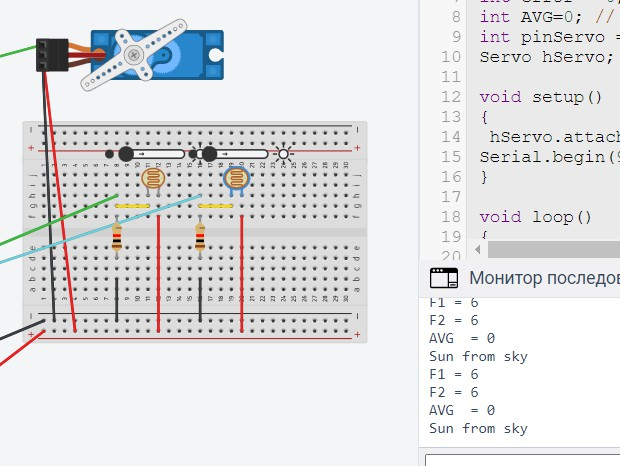 8 int AVG=0; //
9 int pinServo =
10 Servo hServo;
11
12 void setup()
13 {
14 hServo.attach
15 Serial.begin(9
16 }
17
18 void loop()
19 {
20
Монитор последов
F1 = 6
F2 = 6
AVG = 0
Sun from sky
F1 = 6
F2 = 6
AVG = 0
Sun from sky